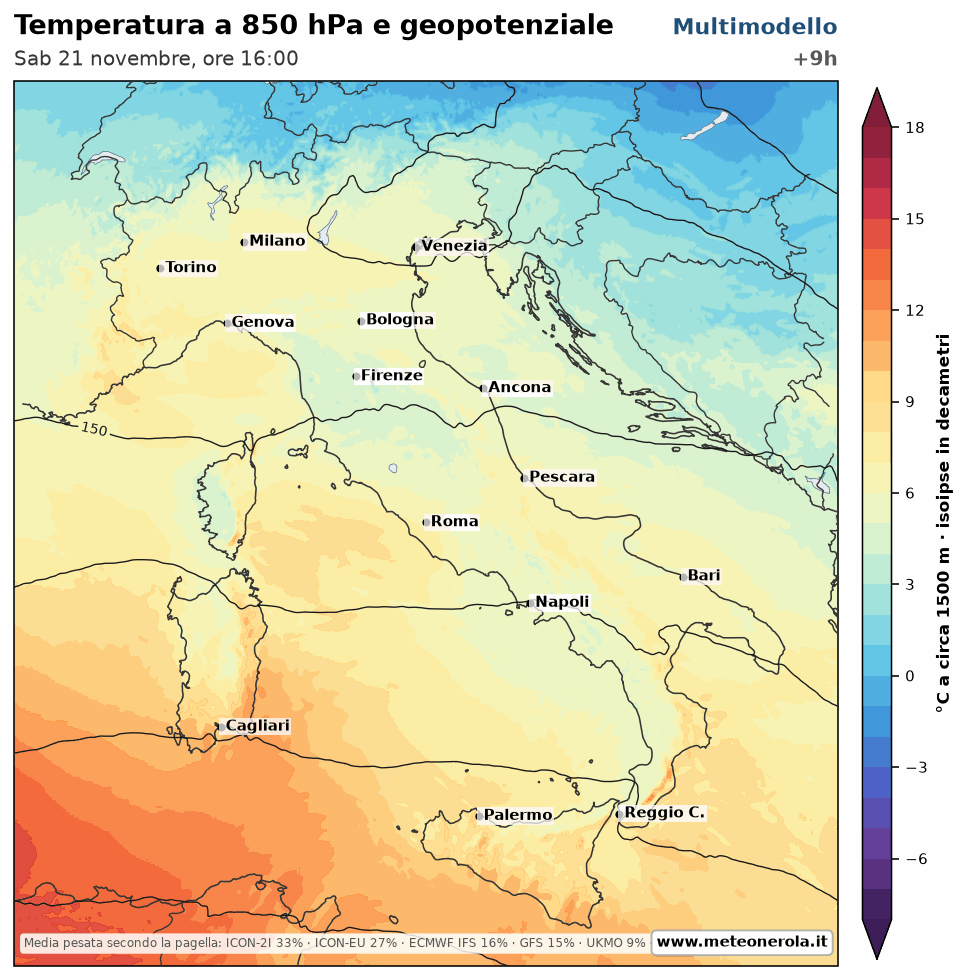 Temperatura a 850 hPa e geopotenziale
Multimodello
Sab 21 novembre, ore 16:00
+9h
Milano
Venezia
Torino
Genova
Bologna
Firenze
Ancona
150
Pescara
Roma
Bari
Napoli
Cagliari
Palermo
Reggio C.
18
15
12
9
6
3
0
−3
−6
°C a circa 1500 m · isoipse in decametri
Media pesata secondo la pagella: ICON-2I 33% · ICON-EU 27% · ECMWF IFS 16% · GFS 15% · UKMO 9%
www.meteonerola.it